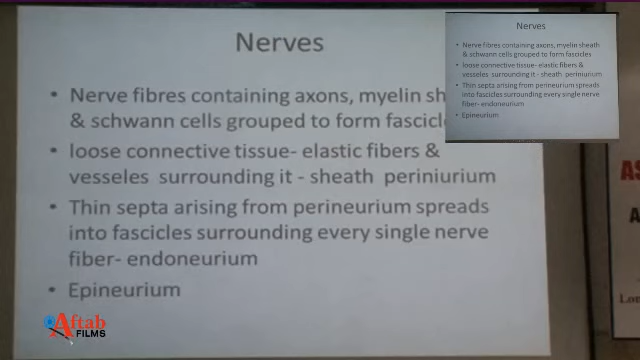 Nerves
• Nerve fibres containing axons, myelin sh
& schwann cells grouped to form fascicl
• loose connective tissue- elastic fibers &
vesseles surrounding it - sheath periniurium
• Thin septa arising from perineurium spreads
into fascicles surrounding every single nerve
fiber- endoneurium
• Epineurium
Nerves
• Nerve fibres containing axons, myelin sheath
& schwann cells grouped to form fascicles
• loose connective tissue- elastic fibers &
vesseles surrounding it - sheath periniurium
• Thin septa arising from perineurium spreads
into fascicles surrounding every single nerve
fiber- endoneurium
• Epineurium
AS
A
Lon
Aftab
FILMS